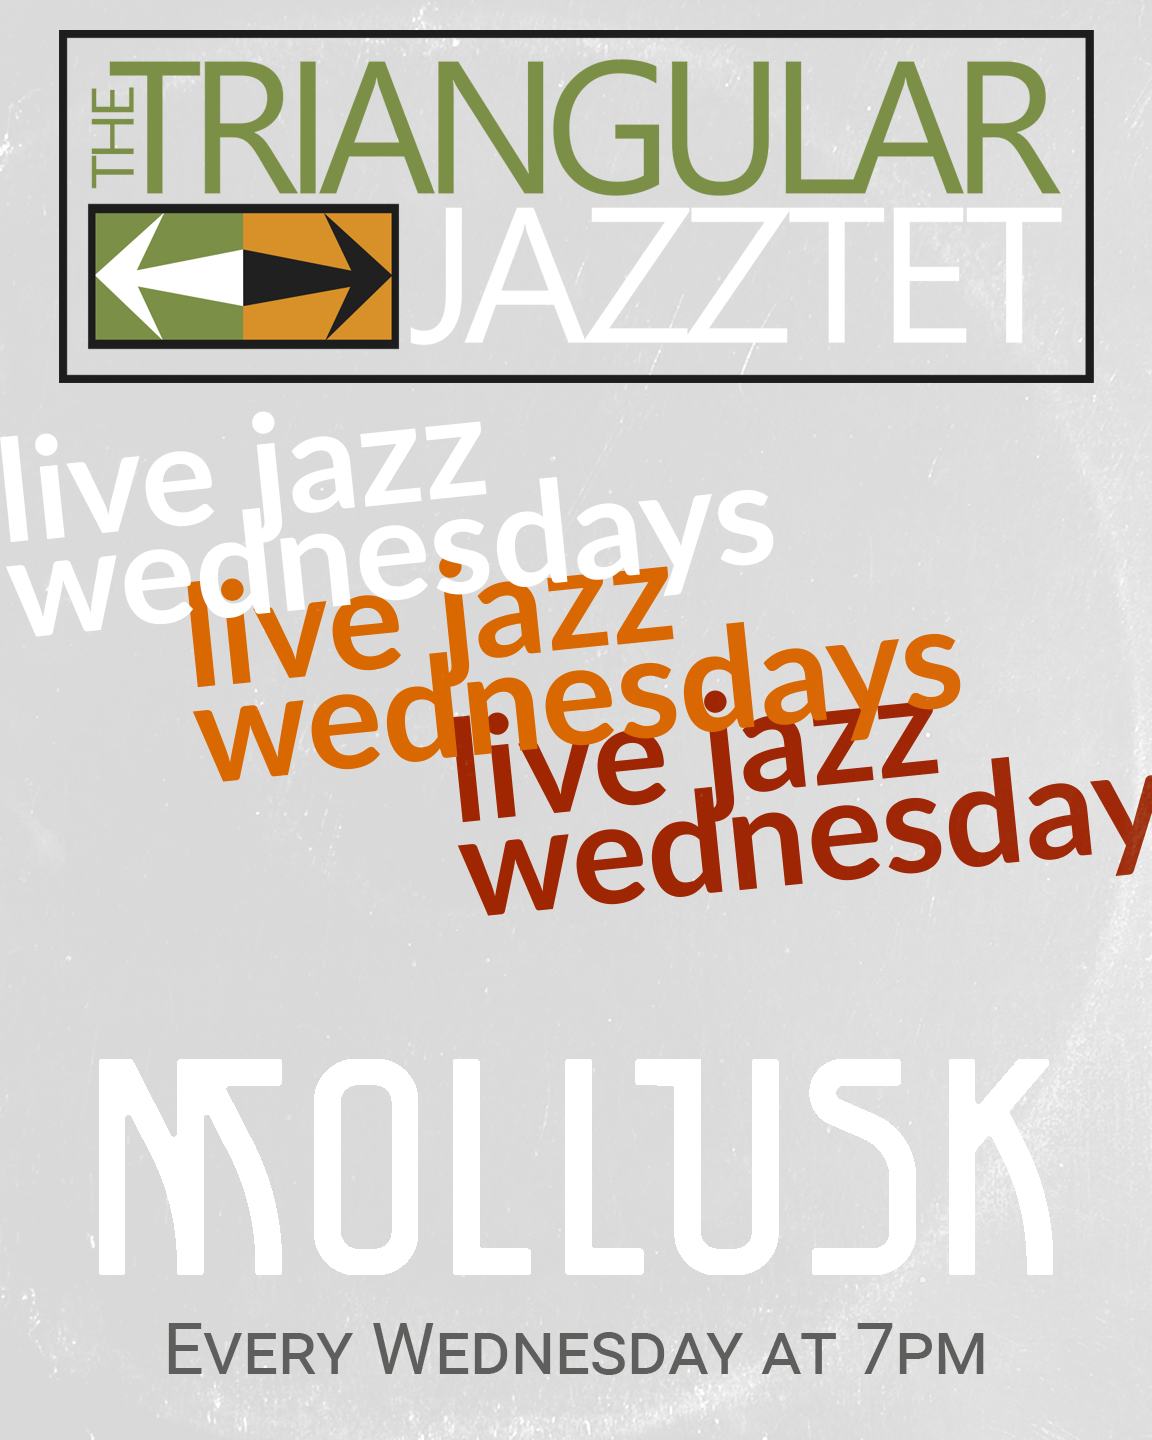 THE TRIANGULAR
JAZZTET
live jazz
wednesdays
live jazz
wednesdays
live jazz
wednesday
MOLLUSK
Every Wednesday at 7pm